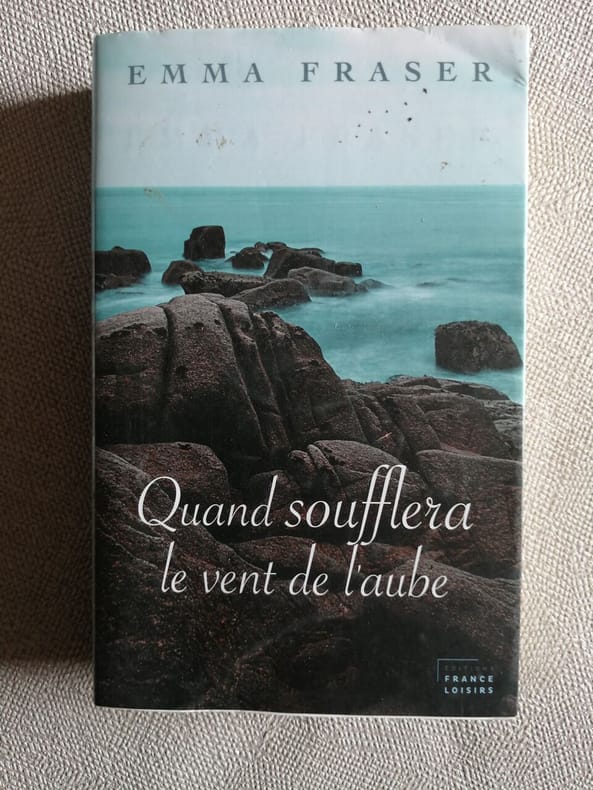 EMMA FRASER
Quand soufflera
le vent de l'aube
ÉDITIONS
FRANCE
LOISIRS